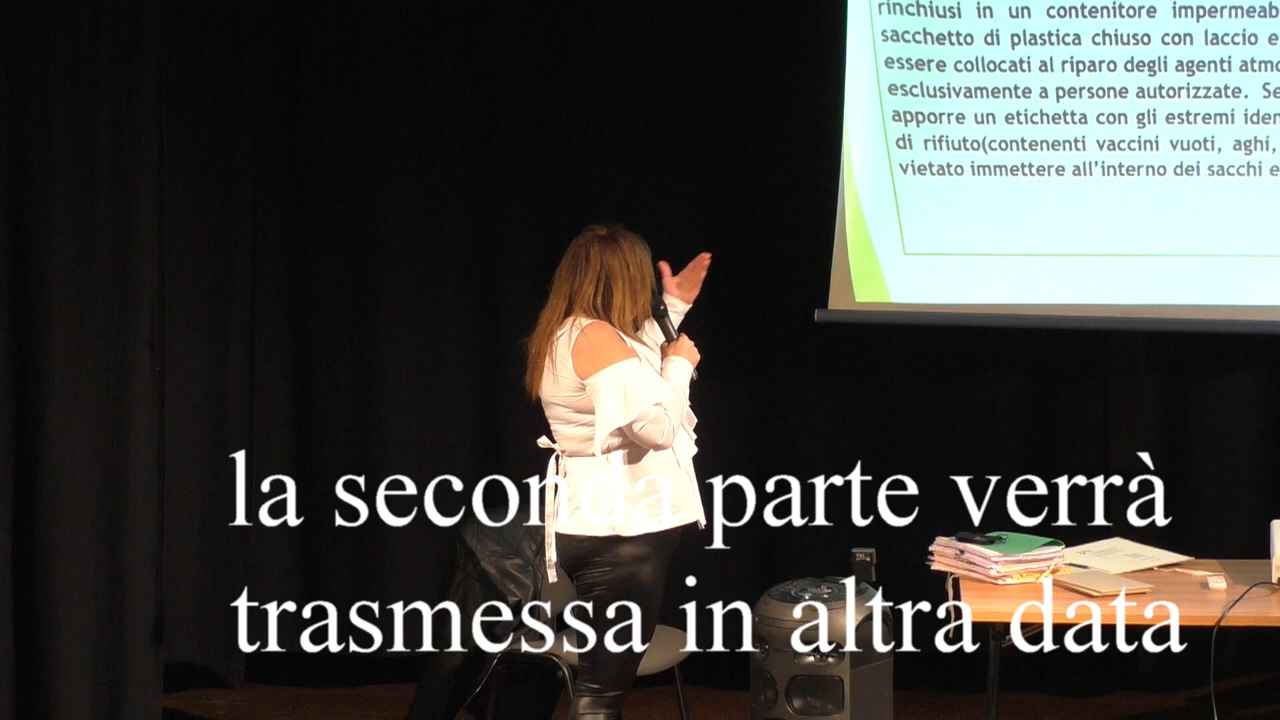 rinchiusi in un contenitore impermeab
sacchetto di plastica chiuso con laccio e
essere collocati al riparo degli agenti atmo
esclusivamente a persone autorizzate. Se
apporre un etichetta con gli estremi iden
di rifiuto(contenenti vaccini vuoti, aghi,
vietato immettere all'interno dei sacchi e
la seconda parte verrà
trasmessa in altra data